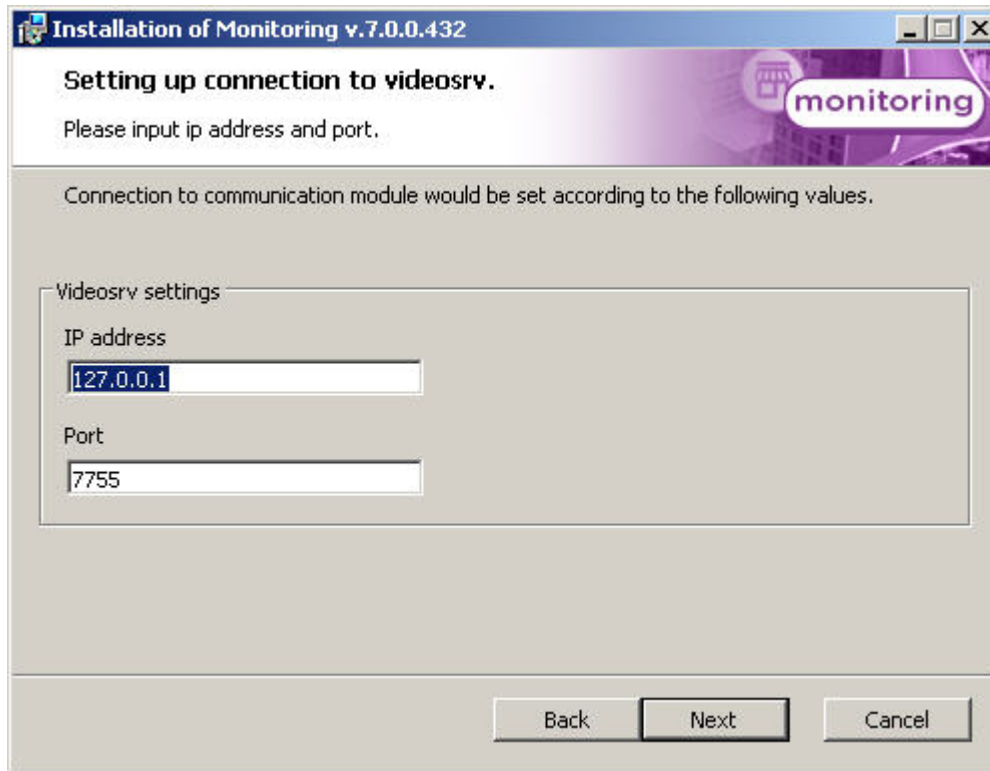 Installation of Monitoring v.7.0.0.432
Setting up connection to videosrv.
Please input ip address and port.
monitoring
Connection to communication module would be set according to the following values.
Videosrv settings
IP address
127.0.0.1
Port
7755
Back Next Cancel